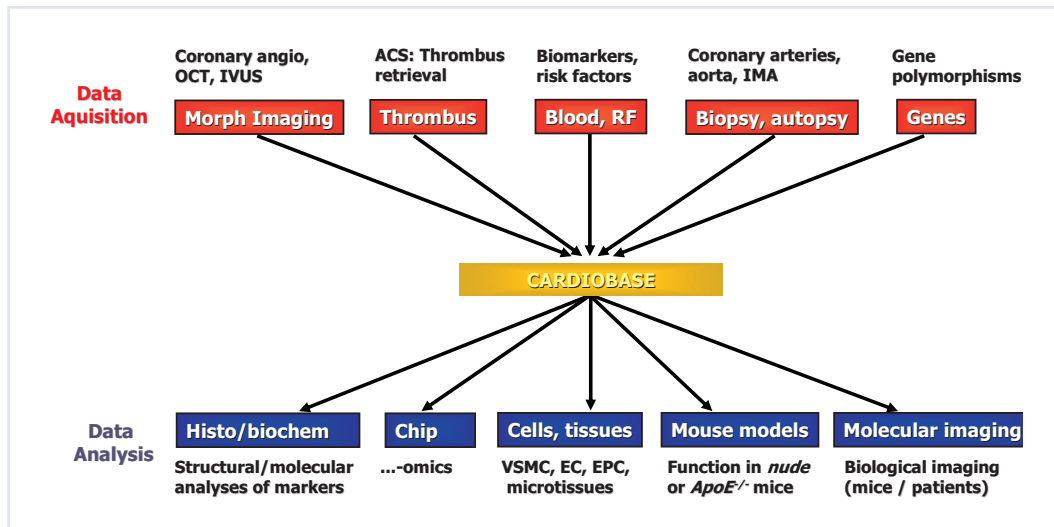 Coronary angio,
OCT, IVUS
ACS: Thrombus
retrieval
Biomarkers,
risk factors
Coronary arteries,
aorta, IMA
Gene
polymorphisms
Data
Aquisition
Morph Imaging
Thrombus
Blood, RF
Biopsy, autopsy
Genes
CARDIOBASE
Data
Analysis
Histo/biochem
Chip
Cells, tissues
Mouse models
Molecular imaging
Structural/molecular
analyses of markers
...-omics
VSMC, EC, EPC,
microtissues
Function in nude
or ApoE-/- mice
Biological imaging
(mice / patients)